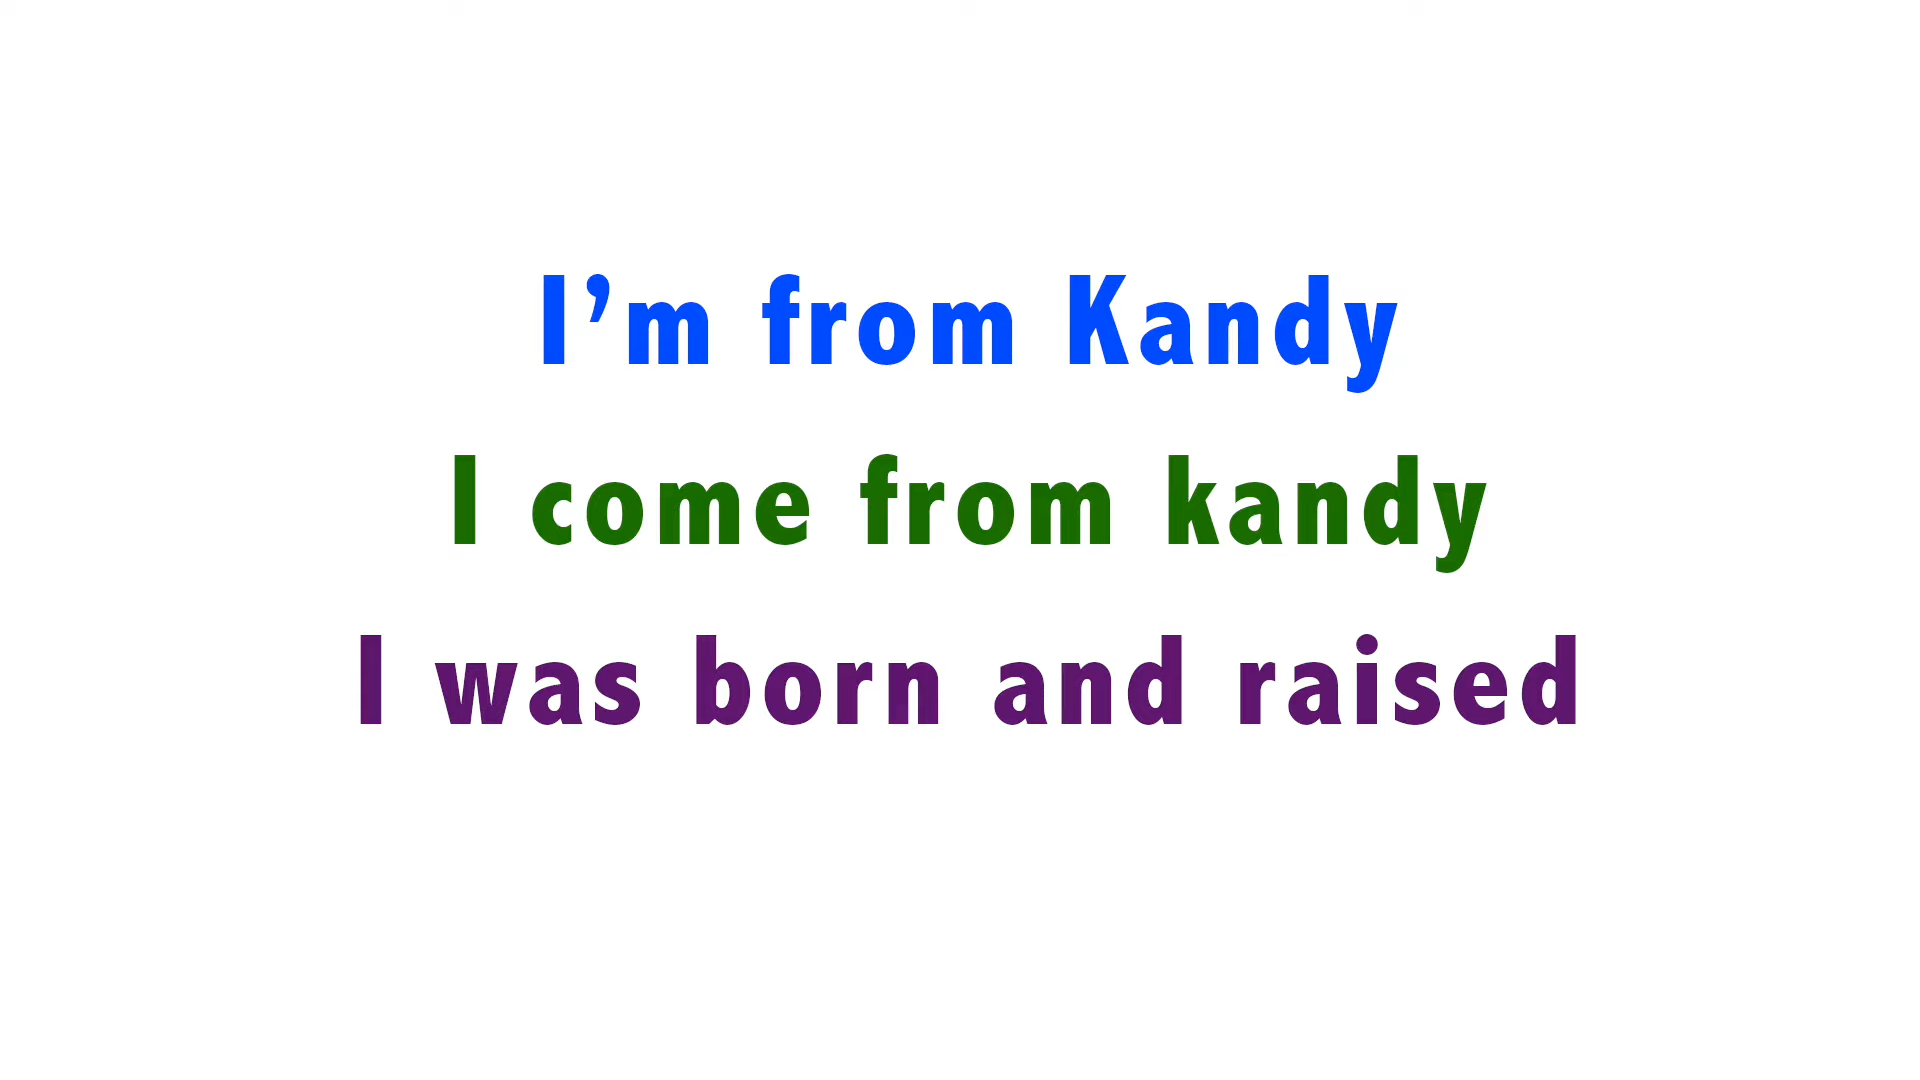 I’m from Kandy
I come from kandy
I was born and raised